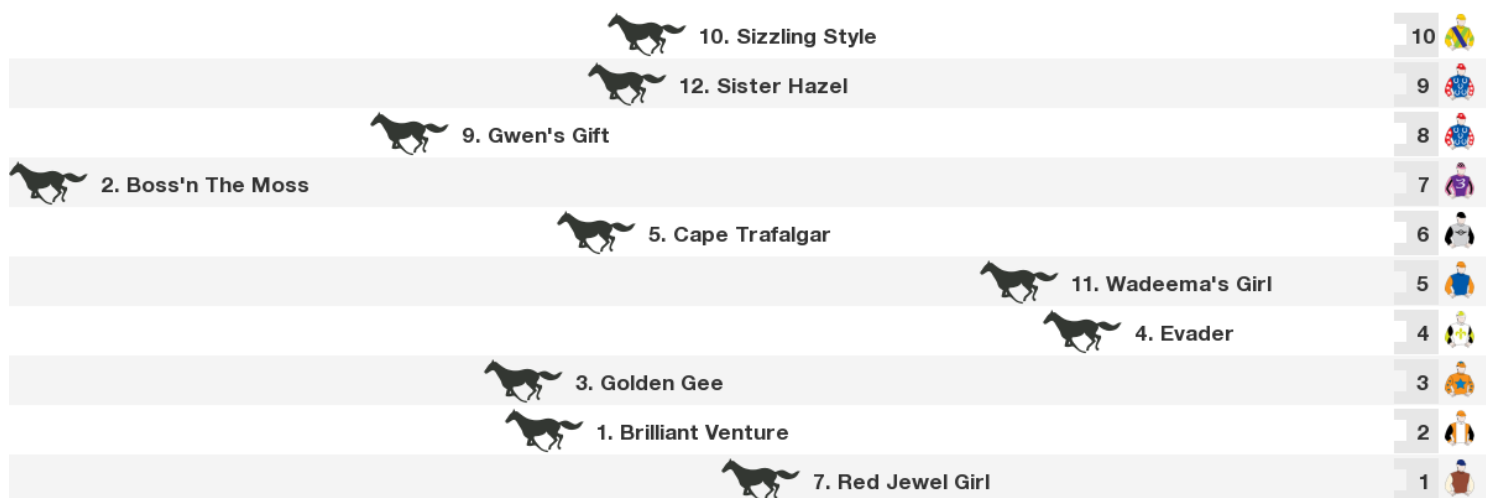 10. Sizzling Style 10
12. Sister Hazel 9
9. Gwen's Gift 8
2. Boss'n The Moss 7
5. Cape Trafalgar 6
11. Wadeema's Girl 5
4. Evader 4
3. Golden Gee 3
1. Brilliant Venture 2
7. Red Jewel Girl 1